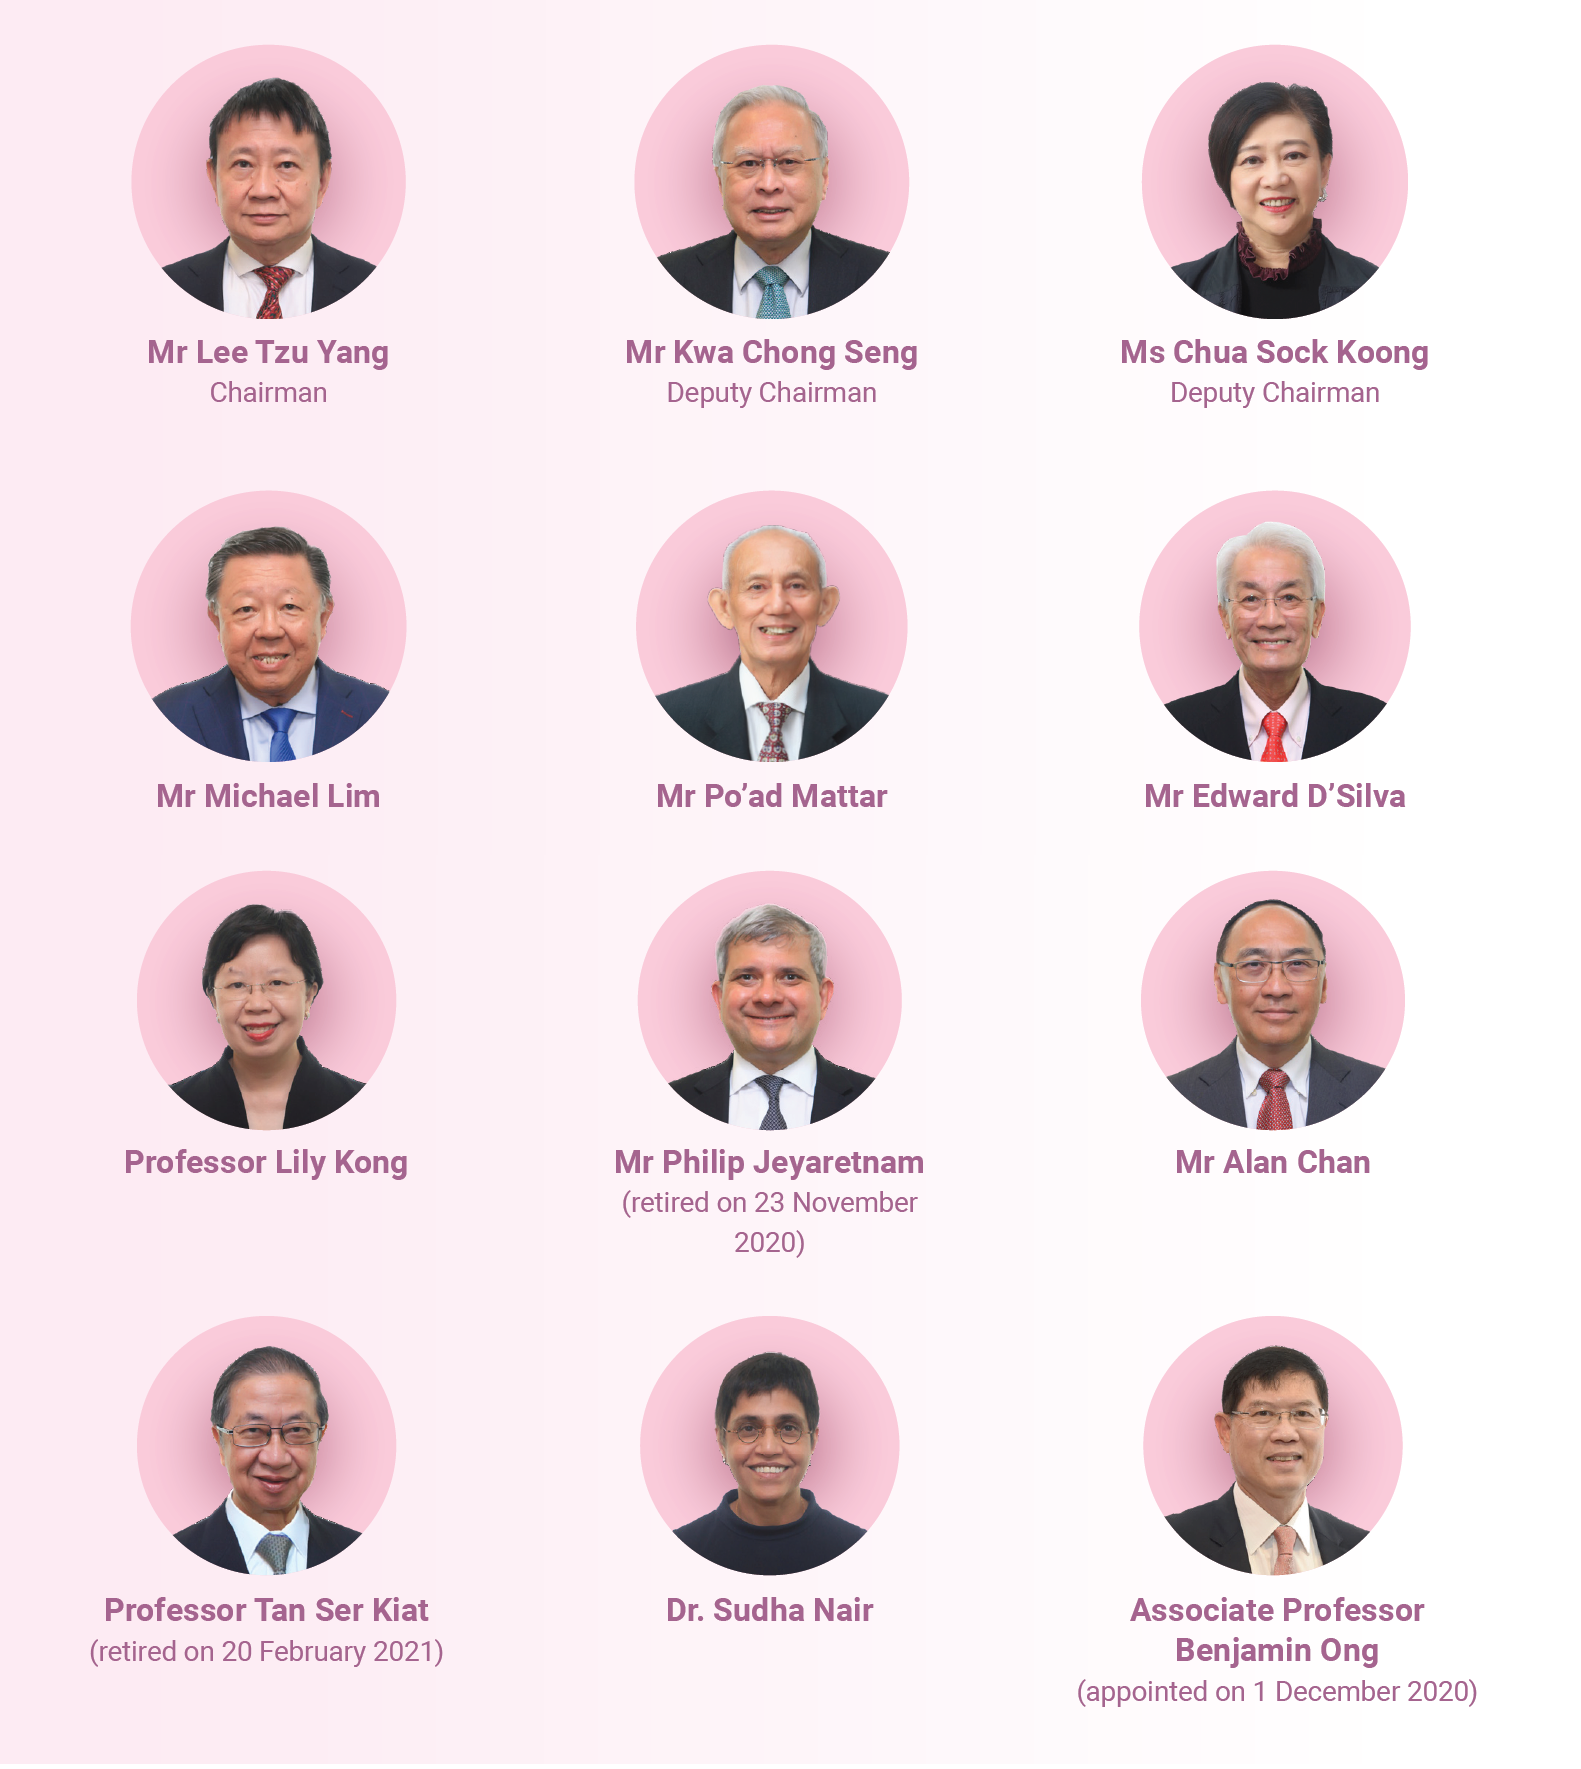 Mr Lee Tzu Yang
Chairman
Mr Kwa Chong Seng
Deputy Chairman
Ms Chua Sock Koong
Deputy Chairman
Mr Michael Lim
Mr Po’ad Mattar
Mr Edward D’Silva
Professor Lily Kong
Mr Philip Jeyaretnam
(retired on 23 November
2020)
Mr Alan Chan
Professor Tan Ser Kiat
(retired on 20 February 2021)
Dr. Sudha Nair
Associate Professor
Benjamin Ong
(appointed on 1 December 2020)